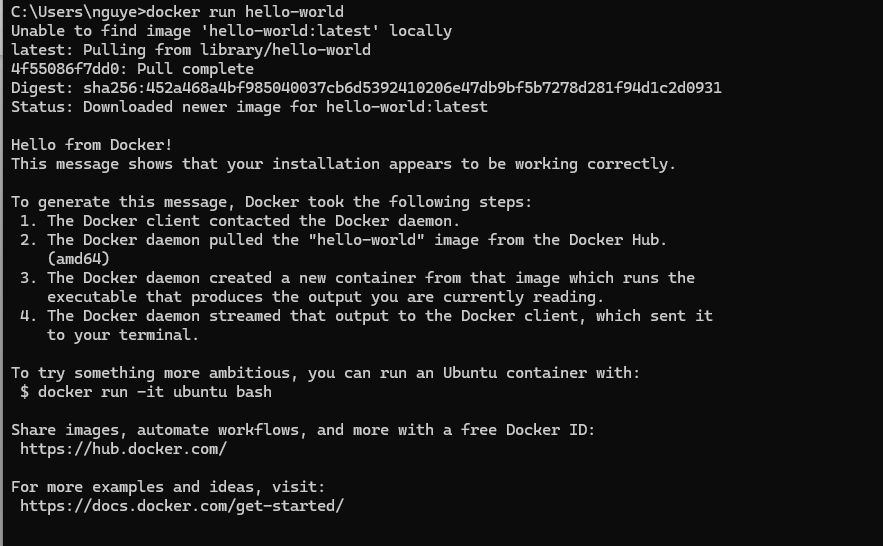 C:\Users\nguye>docker run hello-world
Unable to find image 'hello-world:latest' locally
latest: Pulling from library/hello-world
4f55086f7dd0: Pull complete
Digest: sha256:452a468a4bf985040037cb6d5392410206e47db9bf5b7278d281f94d1c2d0931
Status: Downloaded newer image for hello-world:latest

Hello from Docker!
This message shows that your installation appears to be working correctly.

To generate this message, Docker took the following steps:
 1. The Docker client contacted the Docker daemon.
 2. The Docker daemon pulled the "hello-world" image from the Docker Hub.
    (amd64)
 3. The Docker daemon created a new container from that image which runs the
    executable that produces the output you are currently reading.
 4. The Docker daemon streamed that output to the Docker client, which sent it
    to your terminal.

To try something more ambitious, you can run an Ubuntu container with:
 $ docker run -it ubuntu bash

Share images, automate workflows, and more with a free Docker ID:
 https://hub.docker.com/

For more examples and ideas, visit:
 https://docs.docker.com/get-started/